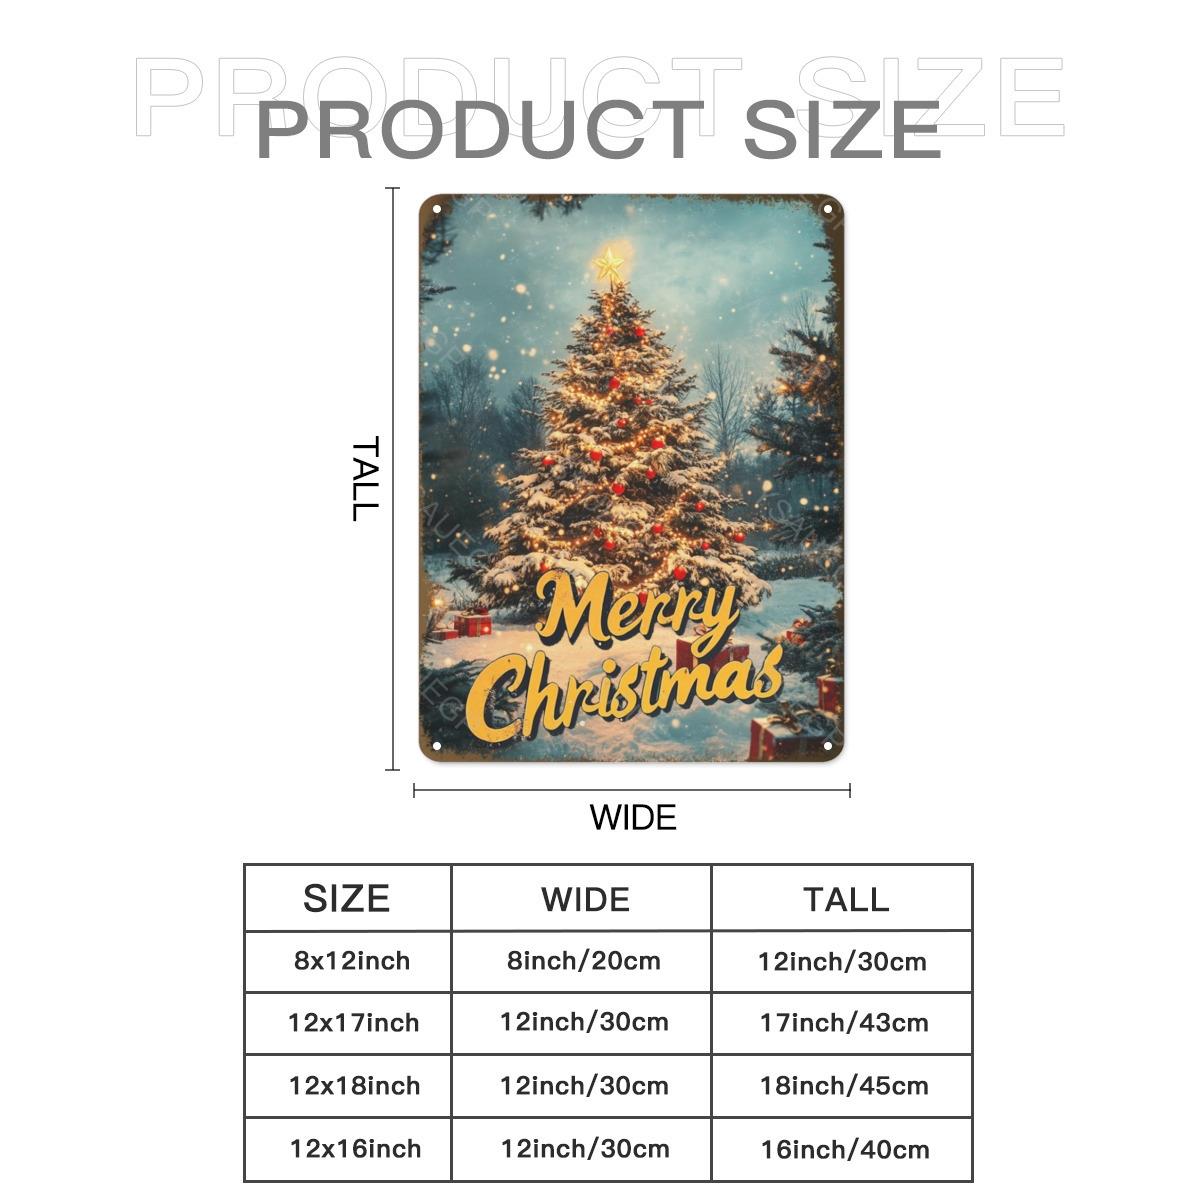 PRODUCT SIZE
PRODUCT SIZE
TALL
Merry
Christmas
WIDE
SIZE WIDE TALL
8x12inch 8inch/20cm 12inch/30cm
12x17inch 12inch/30cm 17inch/43cm
12x18inch 12inch/30cm 18inch/45cm
12x16inch 12inch/30cm 16inch/40cm